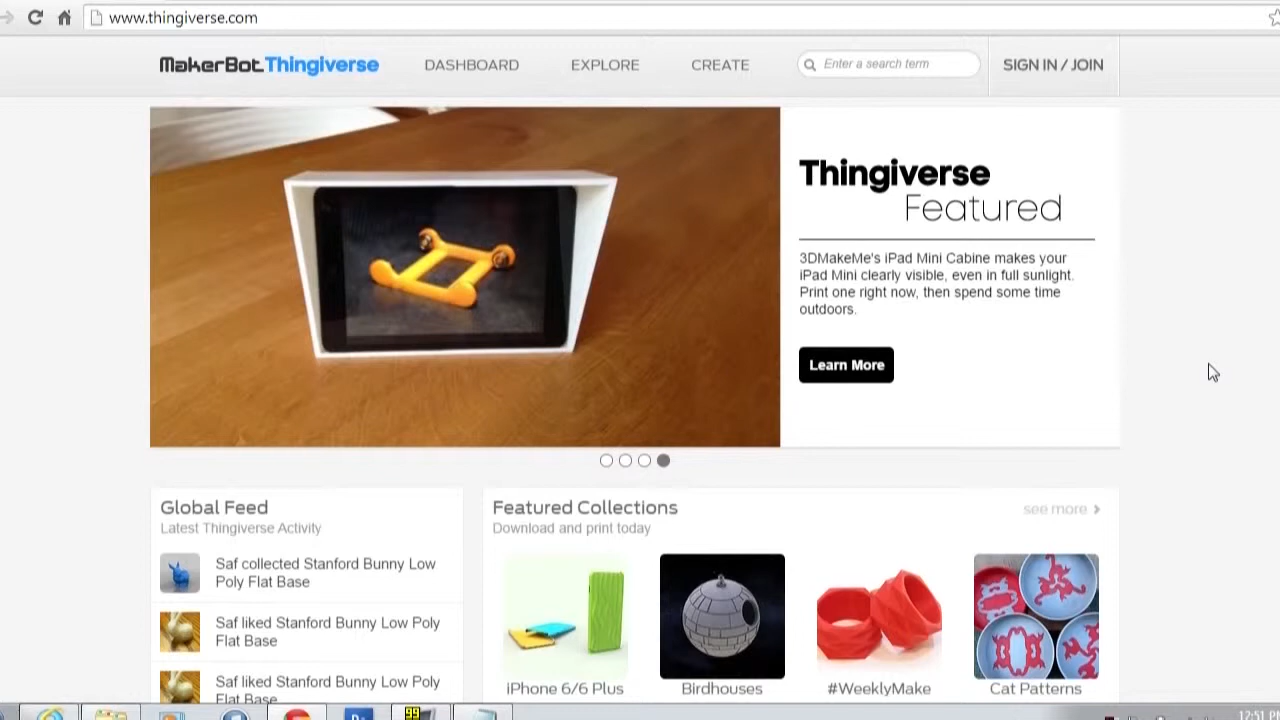 www.thingiverse.com
MakerBot Thingiverse DASHBOARD EXPLORE CREATE Enter a search term SIGN IN / JOIN
Thingiverse
Featured
3DMakeMe's iPad Mini Cabine makes your
iPad Mini clearly visible, even in full sunlight.
Print one right now, then spend some time
outdoors.
Learn More
Global Feed
Latest Thingiverse Activity
Saf collected Stanford Bunny Low
Poly Flat Base
Saf liked Stanford Bunny Low Poly
Flat Base
Saf liked Stanford Bunny Low Poly
Flat Base
Featured Collections
see more
Download and print today
iPhone 6/6 Plus
Birdhouses
#WeeklyMake
Cat Patterns
99